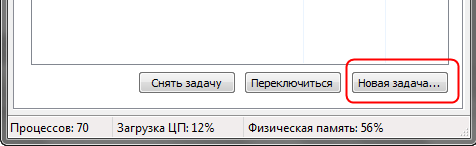 Снять задачу Переключиться Новая задача...
Процессов: 70 Загрузка ЦП: 12% Физическая память: 56%